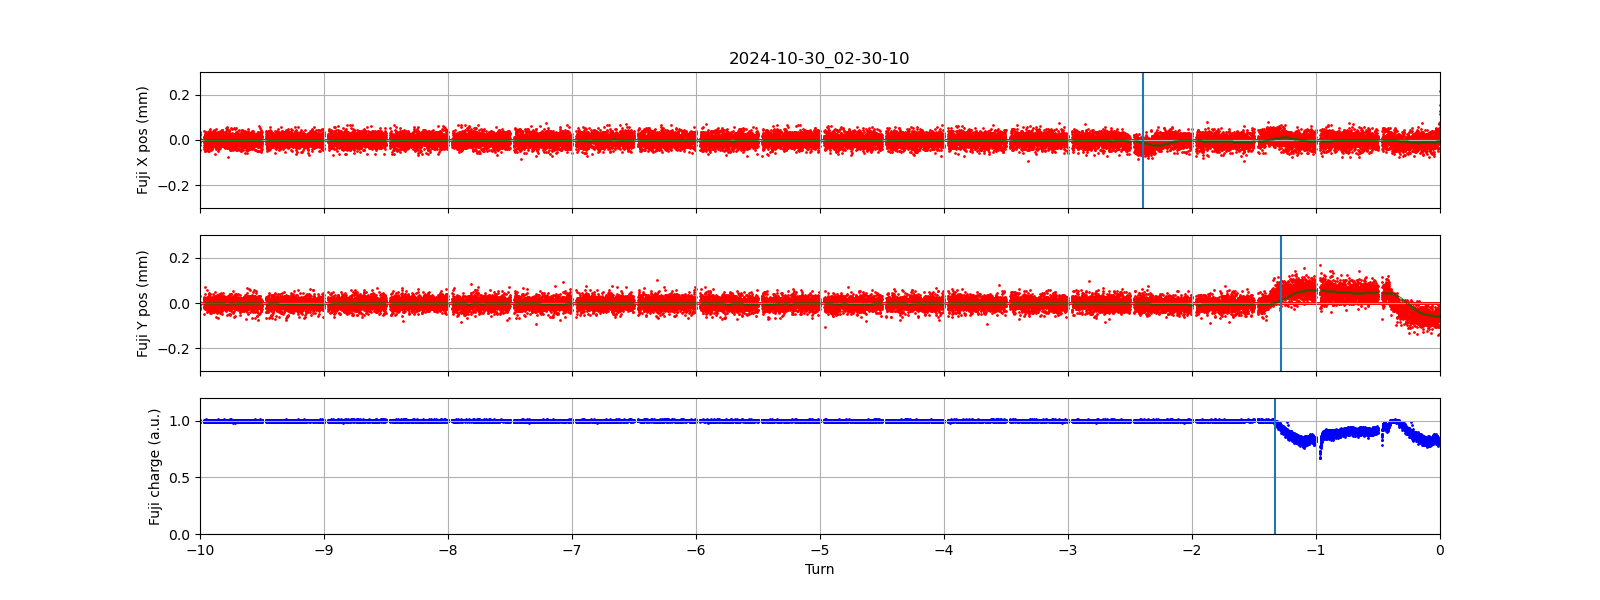 2024-10-30_02-30-10
Fuji X pos (mm)
0.2
0.0
−0.2
Fuji Y pos (mm)
0.2
0.0
−0.2
Fuji charge (a.u.)
1.0
0.5
0.0
−10 −9 −8 −7 −6 −5 −4 −3 −2 −1 0
Turn